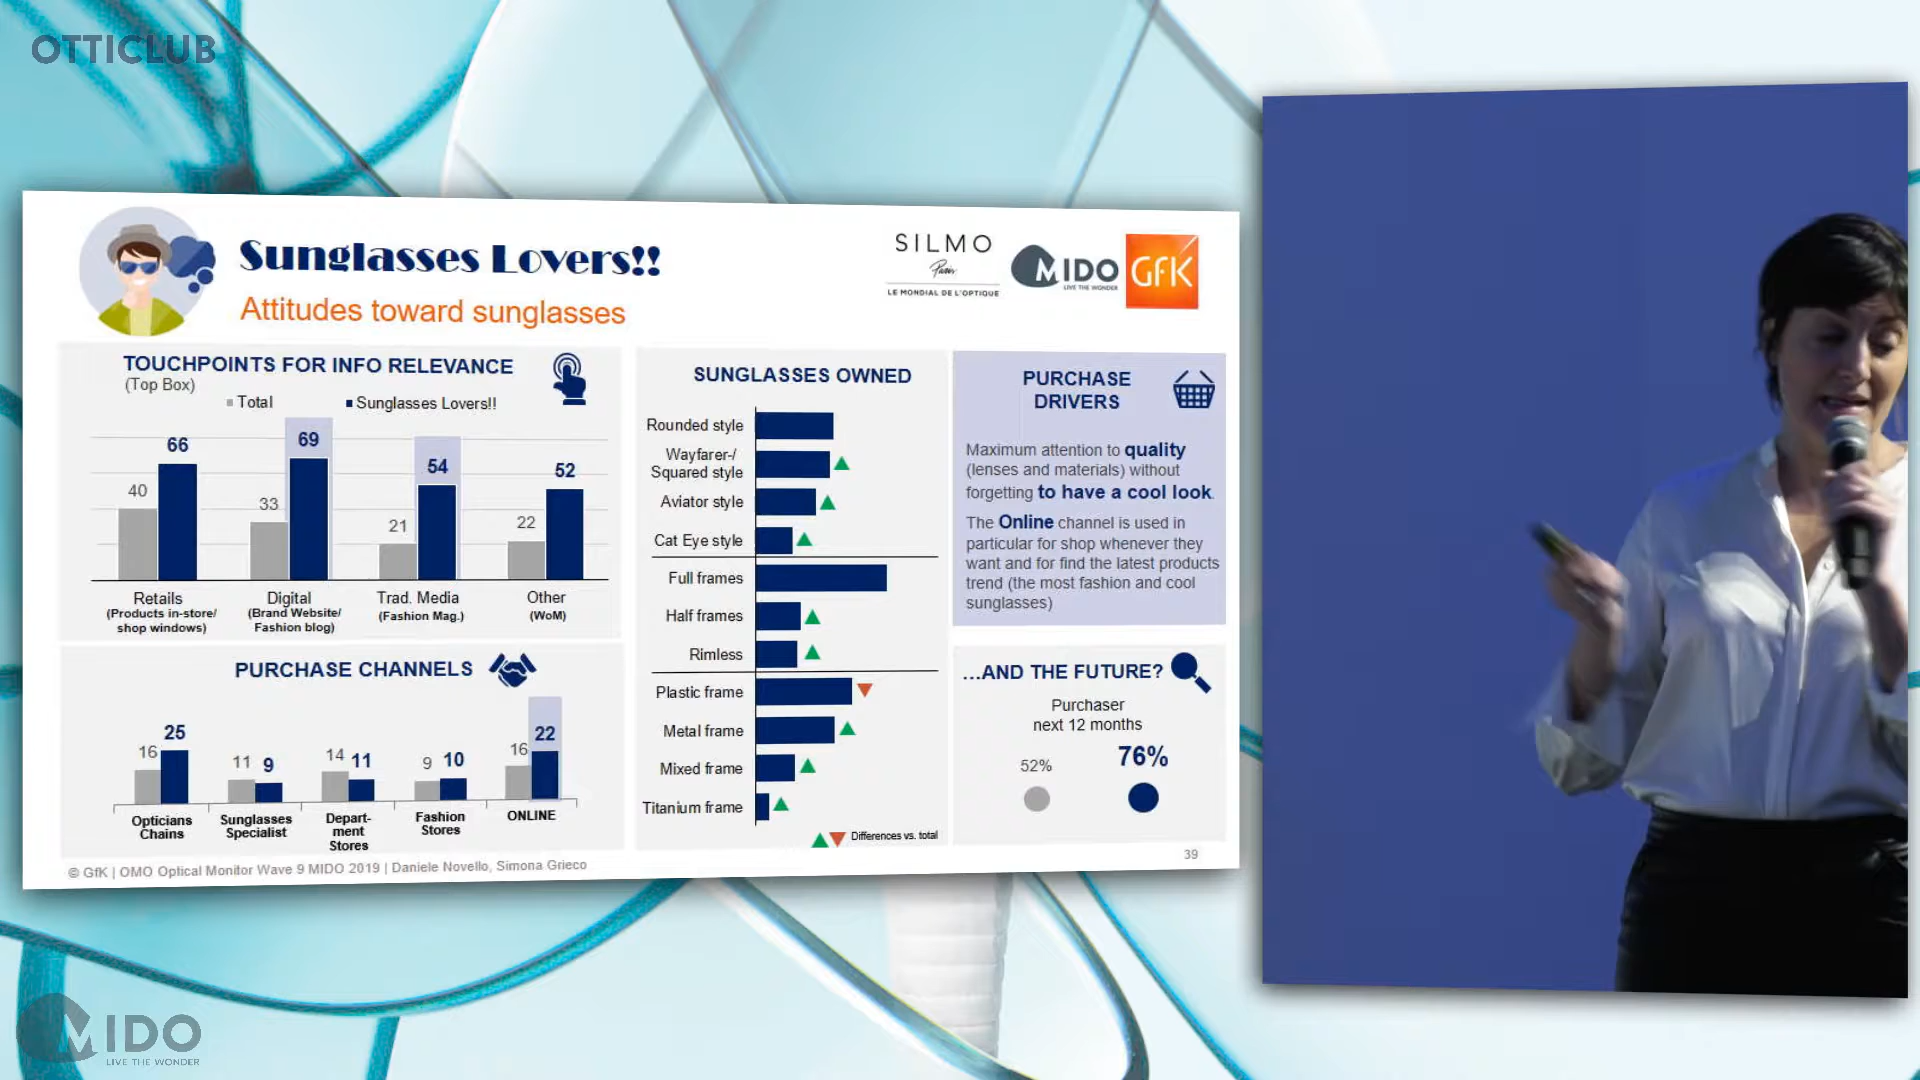 OTTICLUB
Sunglasses Lovers!!
Attitudes toward sunglasses
SILMO
Paris
LE MONDIAL DE L'OPTIQUE
MIDO
LIVE THE WONDER
GfK
TOUCHPOINTS FOR INFO RELEVANCE
(Top Box)
Total
Sunglasses Lovers!!
40
66
33
69
21
54
22
52
Retails
(Products in-store/
shop windows)
Digital
(Brand Website/
Fashion blog)
Trad. Media
(Fashion Mag.)
Other
(WoM)
PURCHASE CHANNELS
16
25
11
9
14
11
9
10
16
22
Opticians
Chains
Sunglasses
Specialist
Depart-
ment
Stores
Fashion
Stores
ONLINE
SUNGLASSES OWNED
Rounded style
Wayfarer-/
Squared style
Aviator style
Cat Eye style
Full frames
Half frames
Rimless
Plastic frame
Metal frame
Mixed frame
Titanium frame
Differences vs. total
PURCHASE
DRIVERS
Maximum attention to quality
(lenses and materials) without
forgetting to have a cool look.
The Online channel is used in
particular for shop whenever they
want and for find the latest products
trend (the most fashion and cool
sunglasses)
...AND THE FUTURE?
Purchaser
next 12 months
52%
76%
© GfK | OMO Optical Monitor Wave 9 MIDO 2019 | Daniele Novello, Simona Grieco
39
MIDO
LIVE THE WONDER